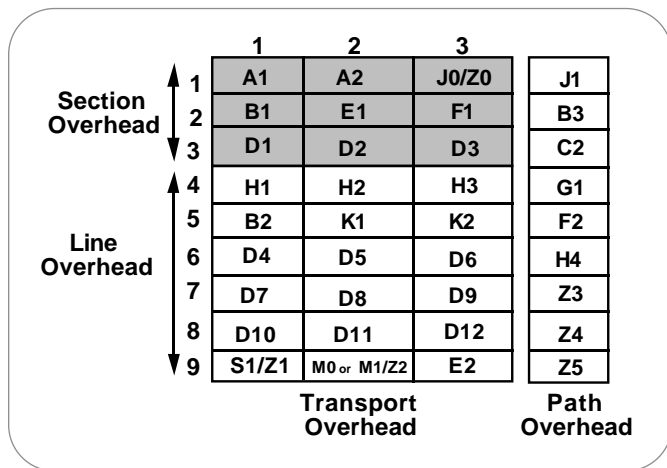 1 2 3
Section
Overhead
1 A1 A2 J0/Z0 J1
2 B1 E1 F1 B3
3 D1 D2 D3 C2
Line
Overhead
4 H1 H2 H3 G1
5 B2 K1 K2 F2
6 D4 D5 D6 H4
7 D7 D8 D9 Z3
8 D10 D11 D12 Z4
9 S1/Z1 M0 or M1/Z2 E2 Z5
Transport
Overhead
Path
Overhead